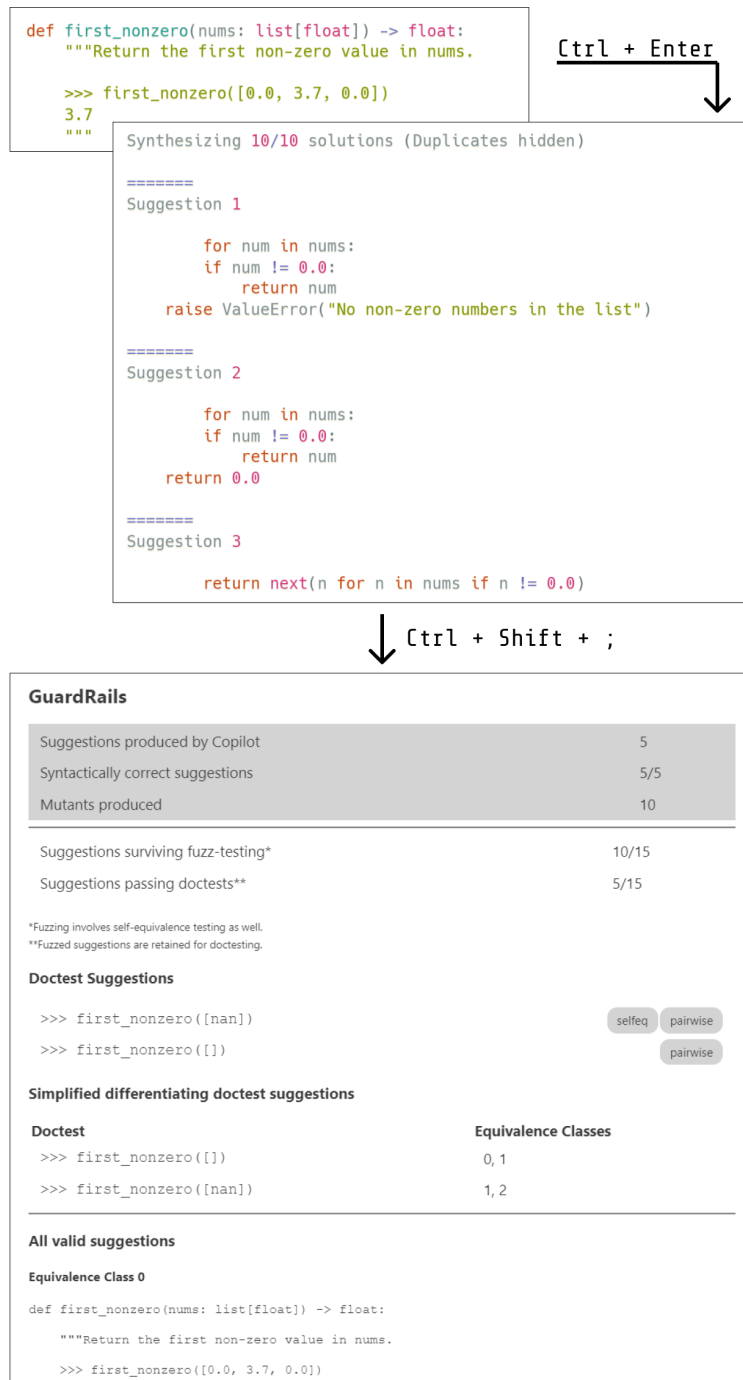 def first_nonzero(nums: list[float]) -> float:
    """Return the first non-zero value in nums.
    >>> first_nonzero([0.0, 3.7, 0.0])
    3.7
    """
Ctrl + Enter
Synthesizing 10/10 solutions (Duplicates hidden)
=======
Suggestion 1
        for num in nums:
        if num != 0.0:
            return num
    raise ValueError("No non-zero numbers in the list")
=======
Suggestion 2
        for num in nums:
        if num != 0.0:
            return num
    return 0.0
=======
Suggestion 3
        return next(n for n in nums if n != 0.0)
Ctrl + Shift + ;
GuardRails
Suggestions produced by Copilot 5
Syntactically correct suggestions 5/5
Mutants produced 10
Suggestions surviving fuzz-testing* 10/15
Suggestions passing doctests** 5/15
*Fuzzing involves self-equivalence testing as well.
**Fuzzed suggestions are retained for doctesting.
Doctest Suggestions
>>> first_nonzero([nan]) selfeq pairwise
>>> first_nonzero([]) pairwise
Simplified differentiating doctest suggestions
Doctest Equivalence Classes
>>> first_nonzero([]) 0, 1
>>> first_nonzero([nan]) 1, 2
All valid suggestions
Equivalence Class 0
def first_nonzero(nums: list[float]) -> float:
    """Return the first non-zero value in nums.
    >>> first_nonzero([0.0, 3.7, 0.0])